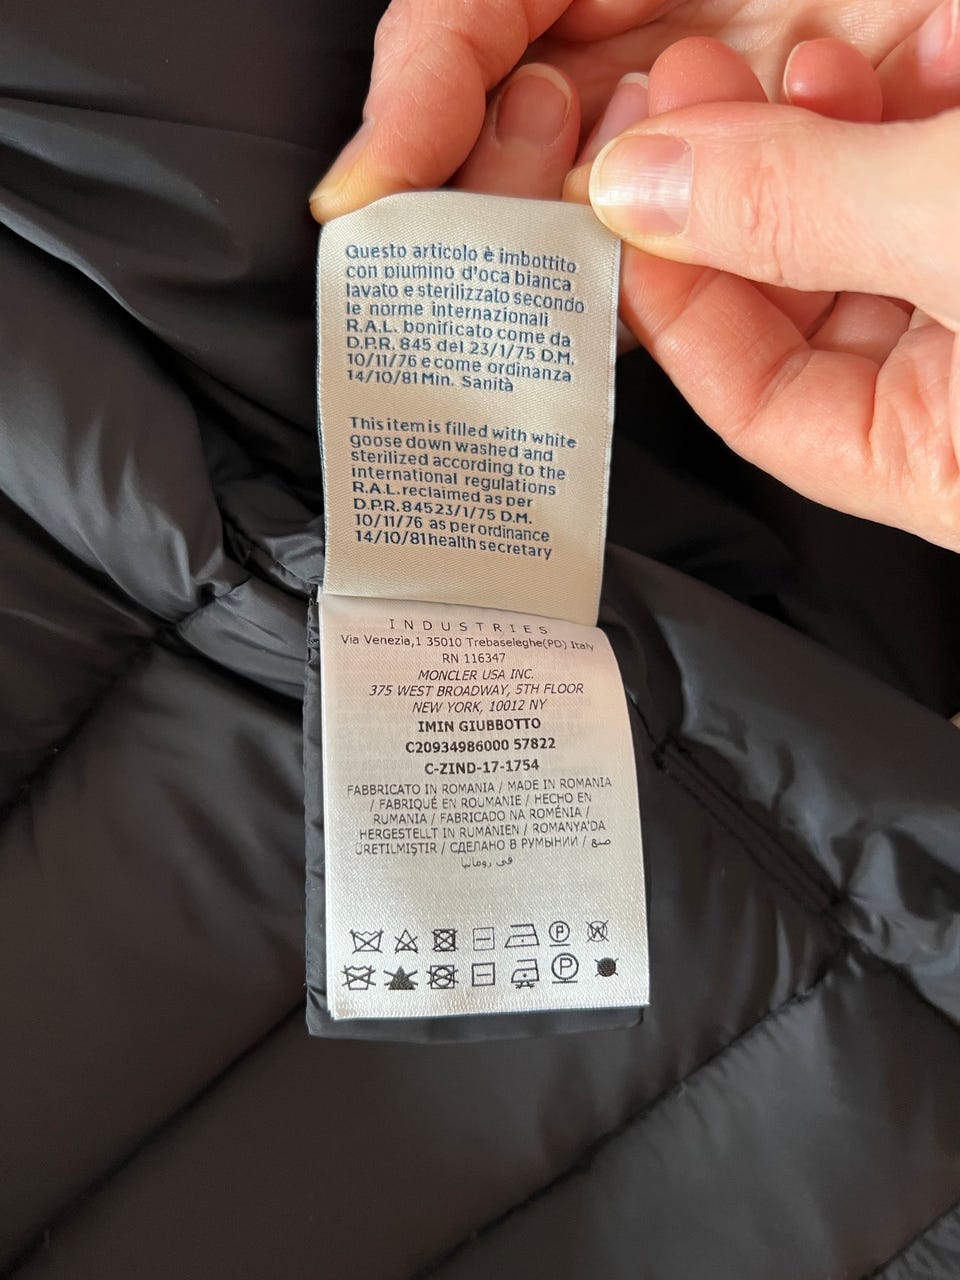 Questo articolo è imbottito
con piumino d'oca bianca
lavato e sterilizzato secondo
le norme internazionali
R.A.L. bonificato come da
D.P.R. 845 del 23/1/75 D.M.
10/11/76 e come ordinanza
14/10/81 Min. Sanità
This item is filled with white
goose down washed and
sterilized according to the
international regulations
R.A.L. reclaimed as per
D.P.R. 845 23/1/75 D.M.
10/11/76 as per ordinance
14/10/81 health secretary
INDUSTRIES
Via Venezia,1 35010 Trebaseleghe(PD) Italy
RN 116347
MONCLER USA INC.
375 WEST BROADWAY, 5TH FLOOR
NEW YORK, 10012 NY
IMIN GIUBBOTTO
C20934986000 57822
C-ZIND-17-1754
FABBRICATO IN ROMANIA / MADE IN ROMANIA
/ FABRIQUÉ EN ROUMANIE / HECHO EN
RUMANIA / FABRICADO NA ROMÉNIA /
HERGESTELLT IN RUMÄNIEN / ROMANYA'DA
ÜRETILMIŞTIR / СДЕЛАНО В РУМЫНИИ / صنع
في رومانيا
P W
P